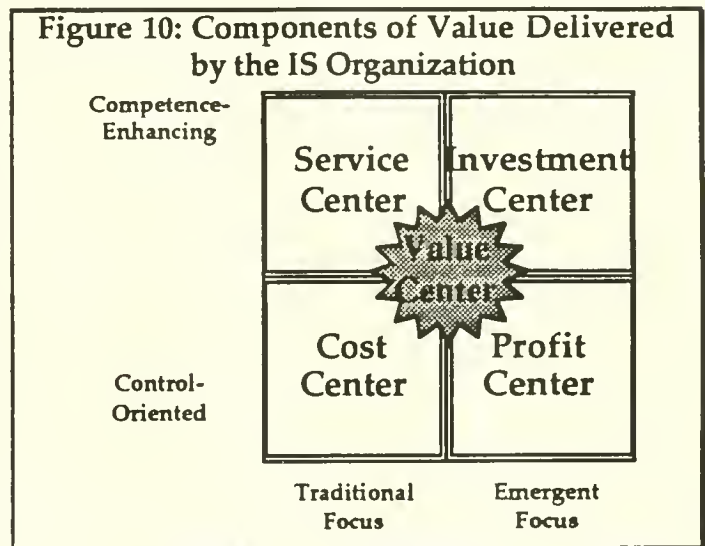 Figure 10: Components of Value Delivered
by the IS Organization
Competence-
Enhancing
Service
Center
Investment
Center
Value
Center
Cost
Center
Profit
Center
Control-
Oriented
Traditional
Focus
Emergent
Focus